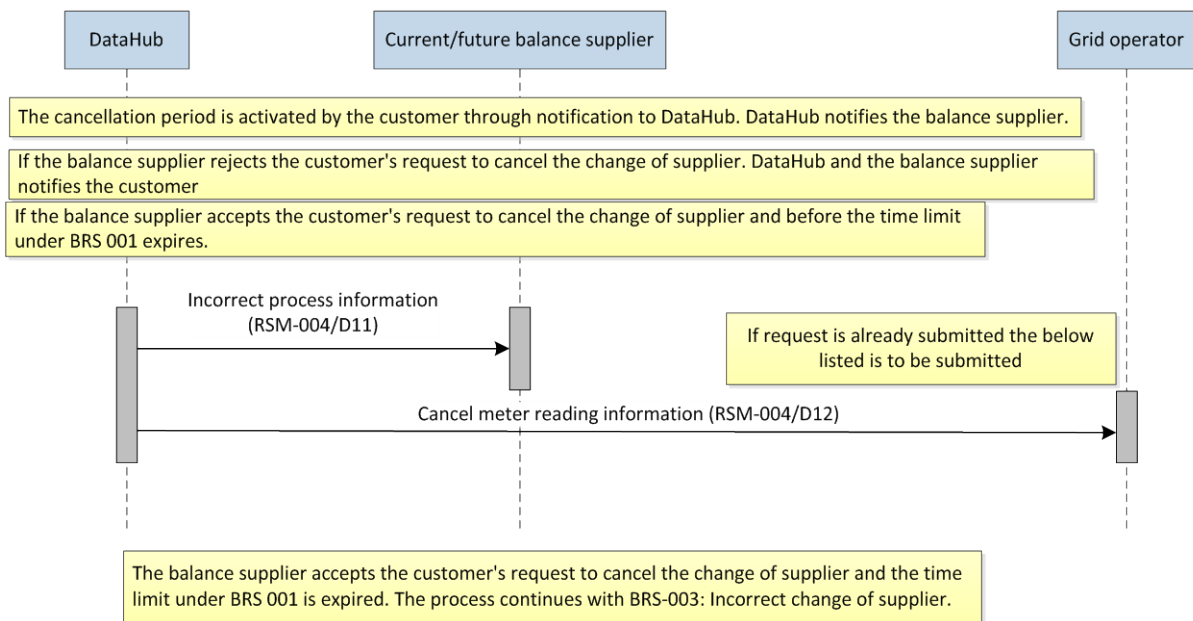 DataHub
Current/future balance supplier
Grid operator
The cancellation period is activated by the customer through notification to DataHub. DataHub notifies the balance supplier.
If the balance supplier rejects the customer's request to cancel the change of supplier. DataHub and the balance supplier
notifies the customer
If the balance supplier accepts the customer's request to cancel the change of supplier and before the time limit
under BRS 001 expires.
Incorrect process information
(RSM-004/D11)
If request is already submitted the below
listed is to be submitted
Cancel meter reading information (RSM-004/D12)
The balance supplier accepts the customer's request to cancel the change of supplier and the time
limit under BRS 001 is expired. The process continues with BRS-003: Incorrect change of supplier.